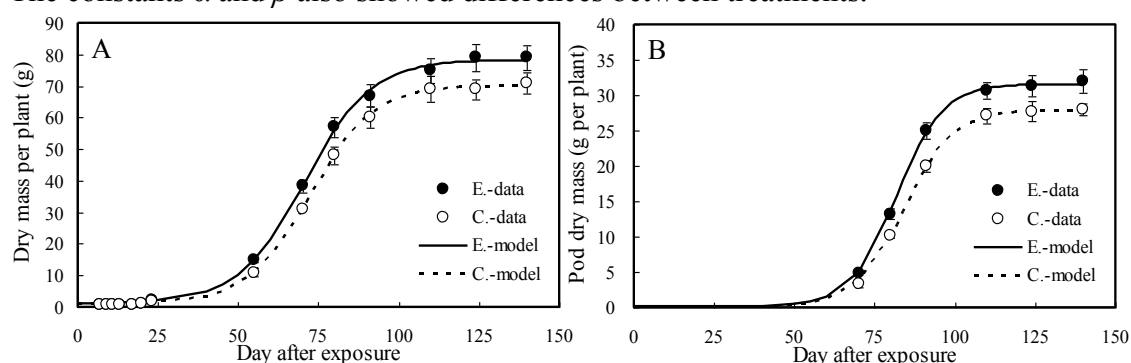 The constants α and β also showed differences between treatments.
A
Dry mass per plant (g)
90
80
70
60
50
40
30
20
10
0
E.-data
C.-data
E.-model
C.-model
0 25 50 75 100 125 150
Day after exposure
B
Pod dry mass (g per plant)
40
35
30
25
20
15
10
5
0
E.-data
C.-data
E.-model
C.-model
0 25 50 75 100 125 150
Day after exposure